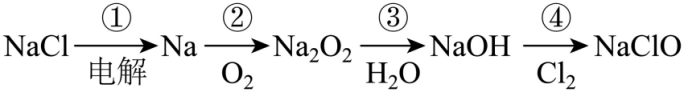 ① ② ③ ④
NaCl → Na → Na₂O₂ → NaOH → NaClO
电解 O₂ H₂O Cl₂